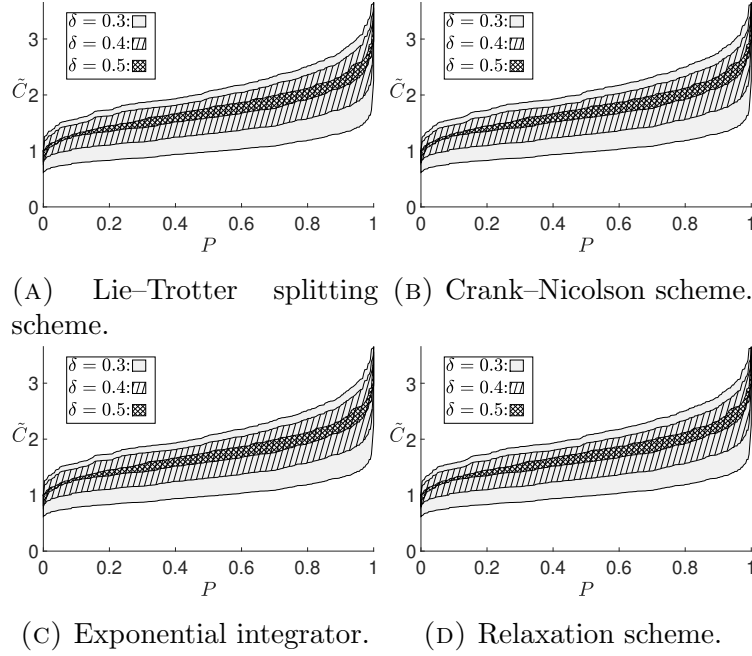 3
2
1
0
C̃
δ = 0.3:
δ = 0.4:
δ = 0.5:
0 0.2 0.4 0.6 0.8 1
P
3
2
1
0
C̃
δ = 0.3:
δ = 0.4:
δ = 0.5:
0 0.2 0.4 0.6 0.8 1
P
(A) Lie–Trotter splitting
scheme.
(B) Crank–Nicolson scheme.
3
2
1
0
C̃
δ = 0.3:
δ = 0.4:
δ = 0.5:
0 0.2 0.4 0.6 0.8 1
P
3
2
1
0
C̃
δ = 0.3:
δ = 0.4:
δ = 0.5:
0 0.2 0.4 0.6 0.8 1
P
(C) Exponential integrator.
(D) Relaxation scheme.